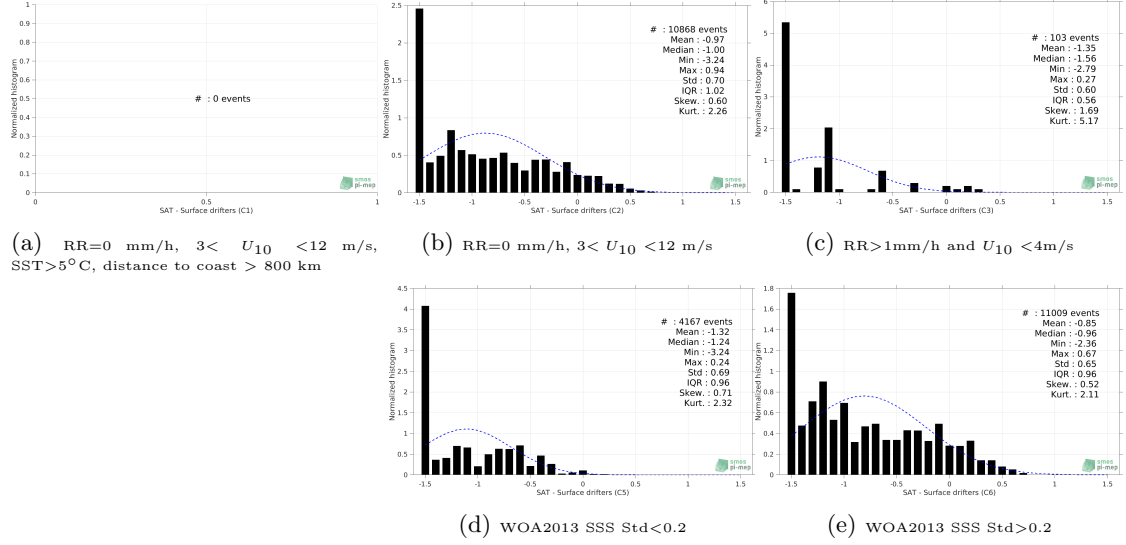 1
0.9
0.8
0.7
0.6
0.5
0.4
0.3
0.2
0.1
0
Normalized histogram
# : 0 events
smos
pi-mep
0 0.5 1
SAT - Surface drifters (C1)
(a) RR=0 mm/h, 3< U10 <12 m/s,
SST>5°C, distance to coast > 800 km
2.5
2
1.5
1
0.5
0
Normalized histogram
# : 10868 events
Mean : -0.97
Median : -1.00
Min : -3.24
Max : 0.94
Std : 0.70
IQR : 1.02
Skew. : 0.60
Kurt. : 2.26
smos
pi-mep
-1.5 -1 -0.5 0 0.5 1 1.5
SAT - Surface drifters (C2)
(b) RR=0 mm/h, 3< U10 <12 m/s
6
5
4
3
2
1
0
Normalized histogram
# : 103 events
Mean : -1.35
Median : -1.56
Min : -2.79
Max : 0.27
Std : 0.60
IQR : 0.56
Skew. : 1.69
Kurt. : 5.17
smos
pi-mep
-1.5 -1 -0.5 0 0.5 1 1.5
SAT - Surface drifters (C3)
(c) RR>1mm/h and U10 <4m/s
4.5
4
3.5
3
2.5
2
1.5
1
0.5
0
Normalized histogram
# : 4167 events
Mean : -1.32
Median : -1.24
Min : -3.24
Max : 0.24
Std : 0.69
IQR : 0.96
Skew. : 0.71
Kurt. : 2.32
smos
pi-mep
-1.5 -1 -0.5 0 0.5 1 1.5
SAT - Surface drifters (C5)
(d) WOA2013 SSS Std<0.2
1.8
1.6
1.4
1.2
1
0.8
0.6
0.4
0.2
0
Normalized histogram
# : 11009 events
Mean : -0.85
Median : -0.96
Min : -2.36
Max : 0.67
Std : 0.65
IQR : 0.96
Skew. : 0.52
Kurt. : 2.11
smos
pi-mep
-1.5 -1 -0.5 0 0.5 1 1.5
SAT - Surface drifters (C6)
(e) WOA2013 SSS Std>0.2